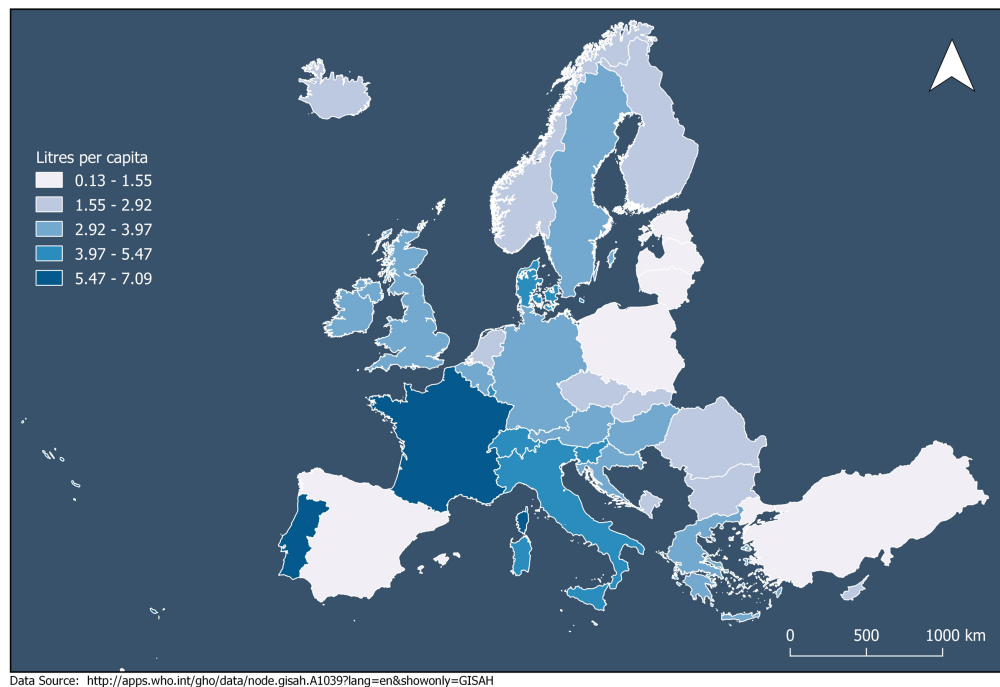 Litres per capita
0.13 - 1.55
1.55 - 2.92
2.92 - 3.97
3.97 - 5.47
5.47 - 7.09
0 500 1000 km
Data Source: http://apps.who.int/gho/data/node.gisah.A1039?lang=en&showonly=GISAH